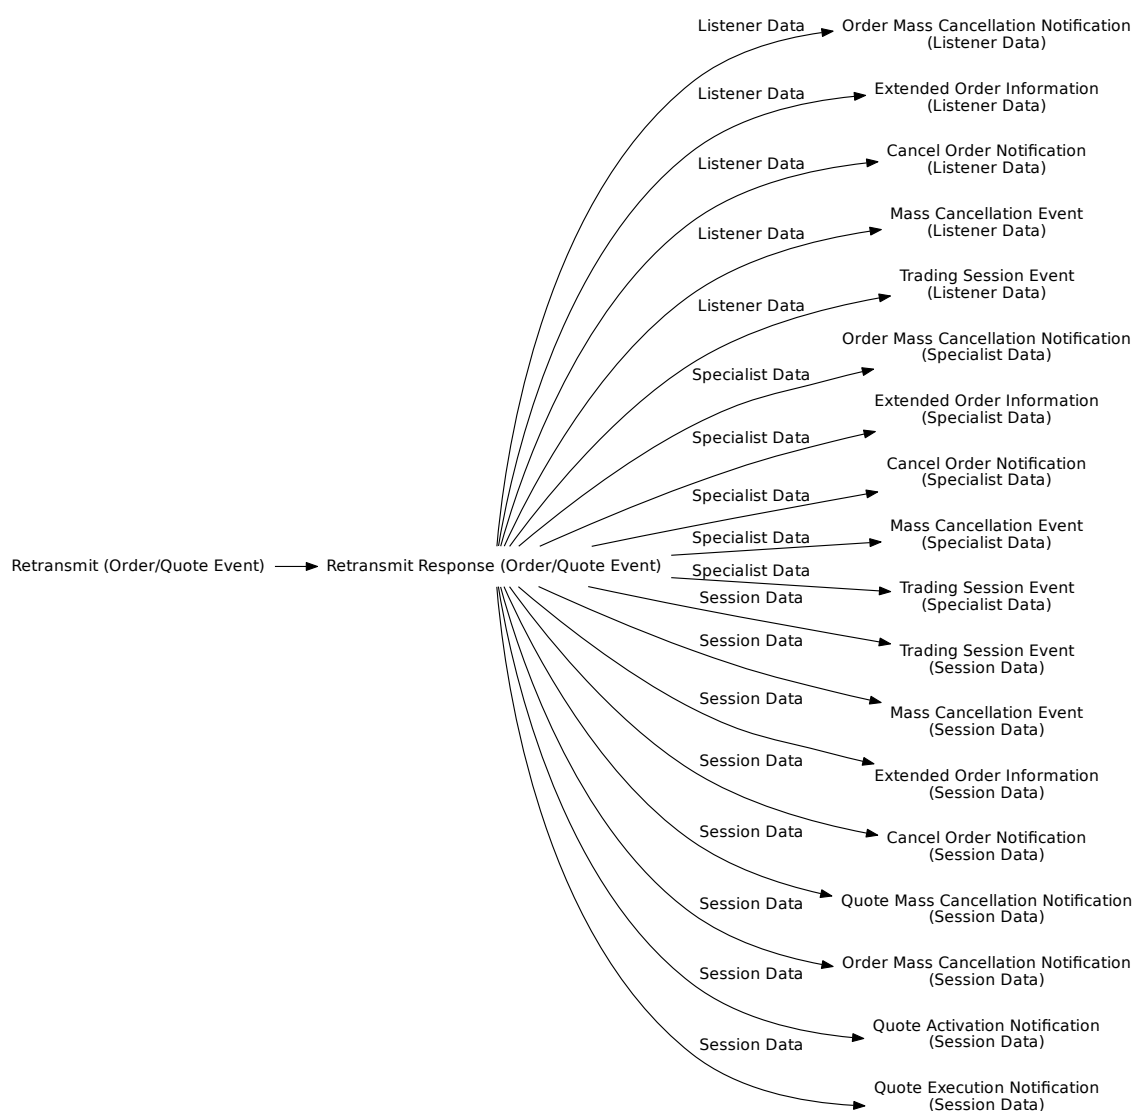 Listener Data
Order Mass Cancellation Notification
(Listener Data)
Listener Data
Extended Order Information
(Listener Data)
Listener Data
Cancel Order Notification
(Listener Data)
Listener Data
Mass Cancellation Event
(Listener Data)
Listener Data
Trading Session Event
(Listener Data)
Specialist Data
Order Mass Cancellation Notification
(Specialist Data)
Specialist Data
Extended Order Information
(Specialist Data)
Specialist Data
Cancel Order Notification
(Specialist Data)
Specialist Data
Mass Cancellation Event
(Specialist Data)
Retransmit (Order/Quote Event)
Retransmit Response (Order/Quote Event)
Specialist Data
Trading Session Event
(Specialist Data)
Session Data
Trading Session Event
(Session Data)
Session Data
Mass Cancellation Event
(Session Data)
Session Data
Extended Order Information
(Session Data)
Session Data
Cancel Order Notification
(Session Data)
Session Data
Quote Mass Cancellation Notification
(Session Data)
Session Data
Order Mass Cancellation Notification
(Session Data)
Session Data
Quote Activation Notification
(Session Data)
Session Data
Quote Execution Notification
(Session Data)